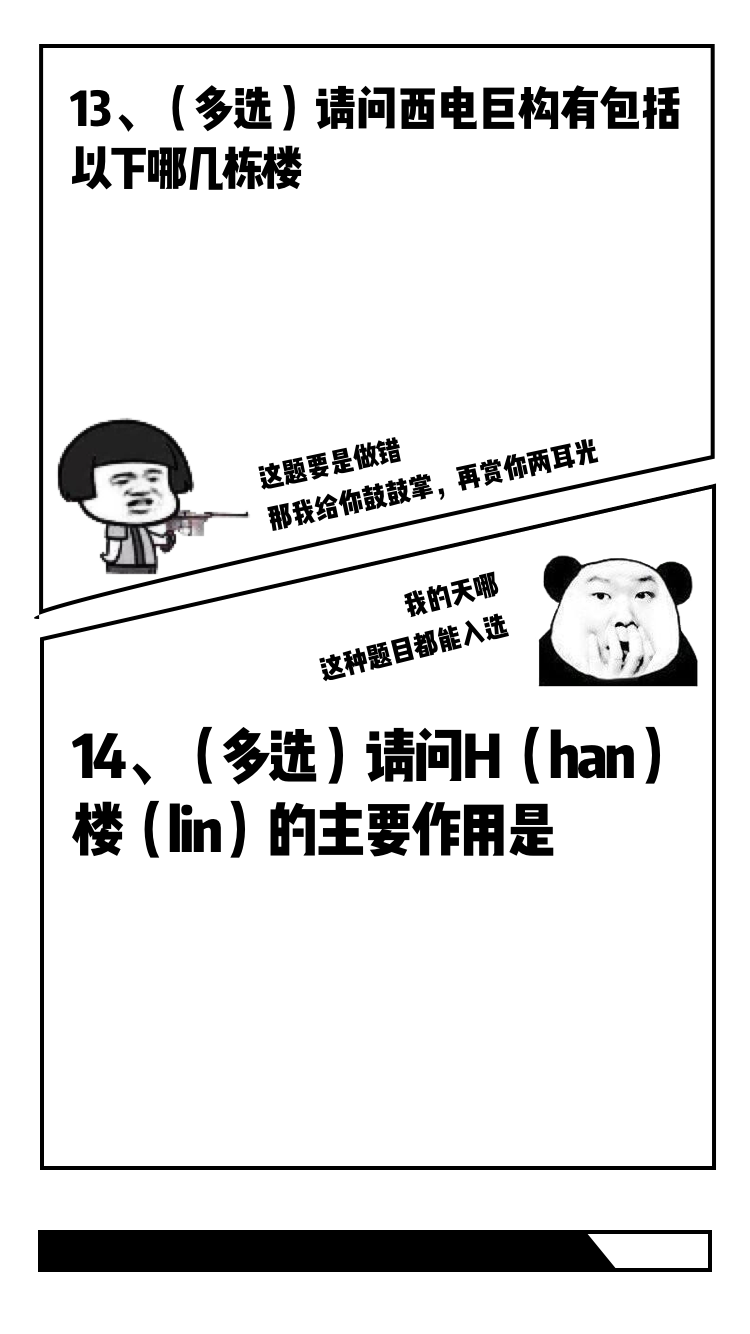 13、（多选）请问西电巨构有包括
以下哪几栋楼
这题要是做错
那我给你鼓鼓掌，再赏你两耳光
我的天哪
这种题目都能入选
14、（多选）请问H（han）
楼（lin）的主要作用是